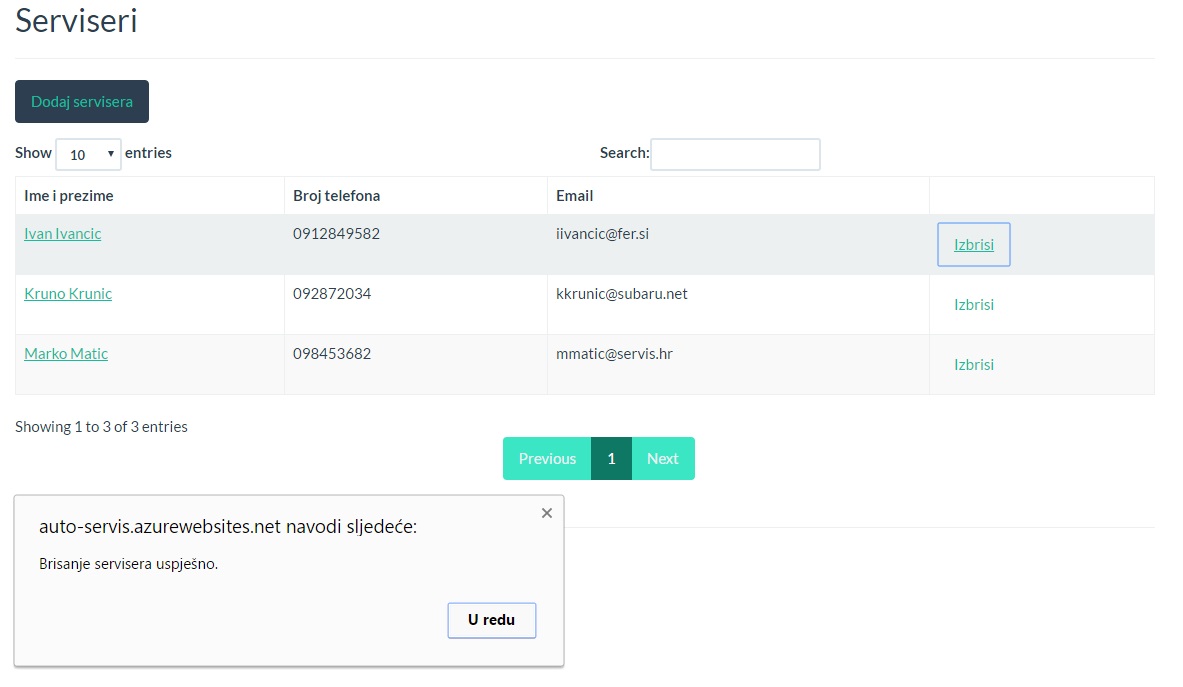 Serviseri
Dodaj servisera
Show 10 entries Search:
Ime i prezime Broj telefona Email
Ivan Ivancic 0912849582 iivancic@fer.si Izbrisi
Kruno Krunic 092872034 kkrunic@subaru.net Izbrisi
Marko Matic 098453682 mmatic@servis.hr Izbrisi
Showing 1 to 3 of 3 entries
Previous 1 Next
auto-servis.azurewebsites.net navodi sljedeće:
Brisanje servisera uspješno.
U redu